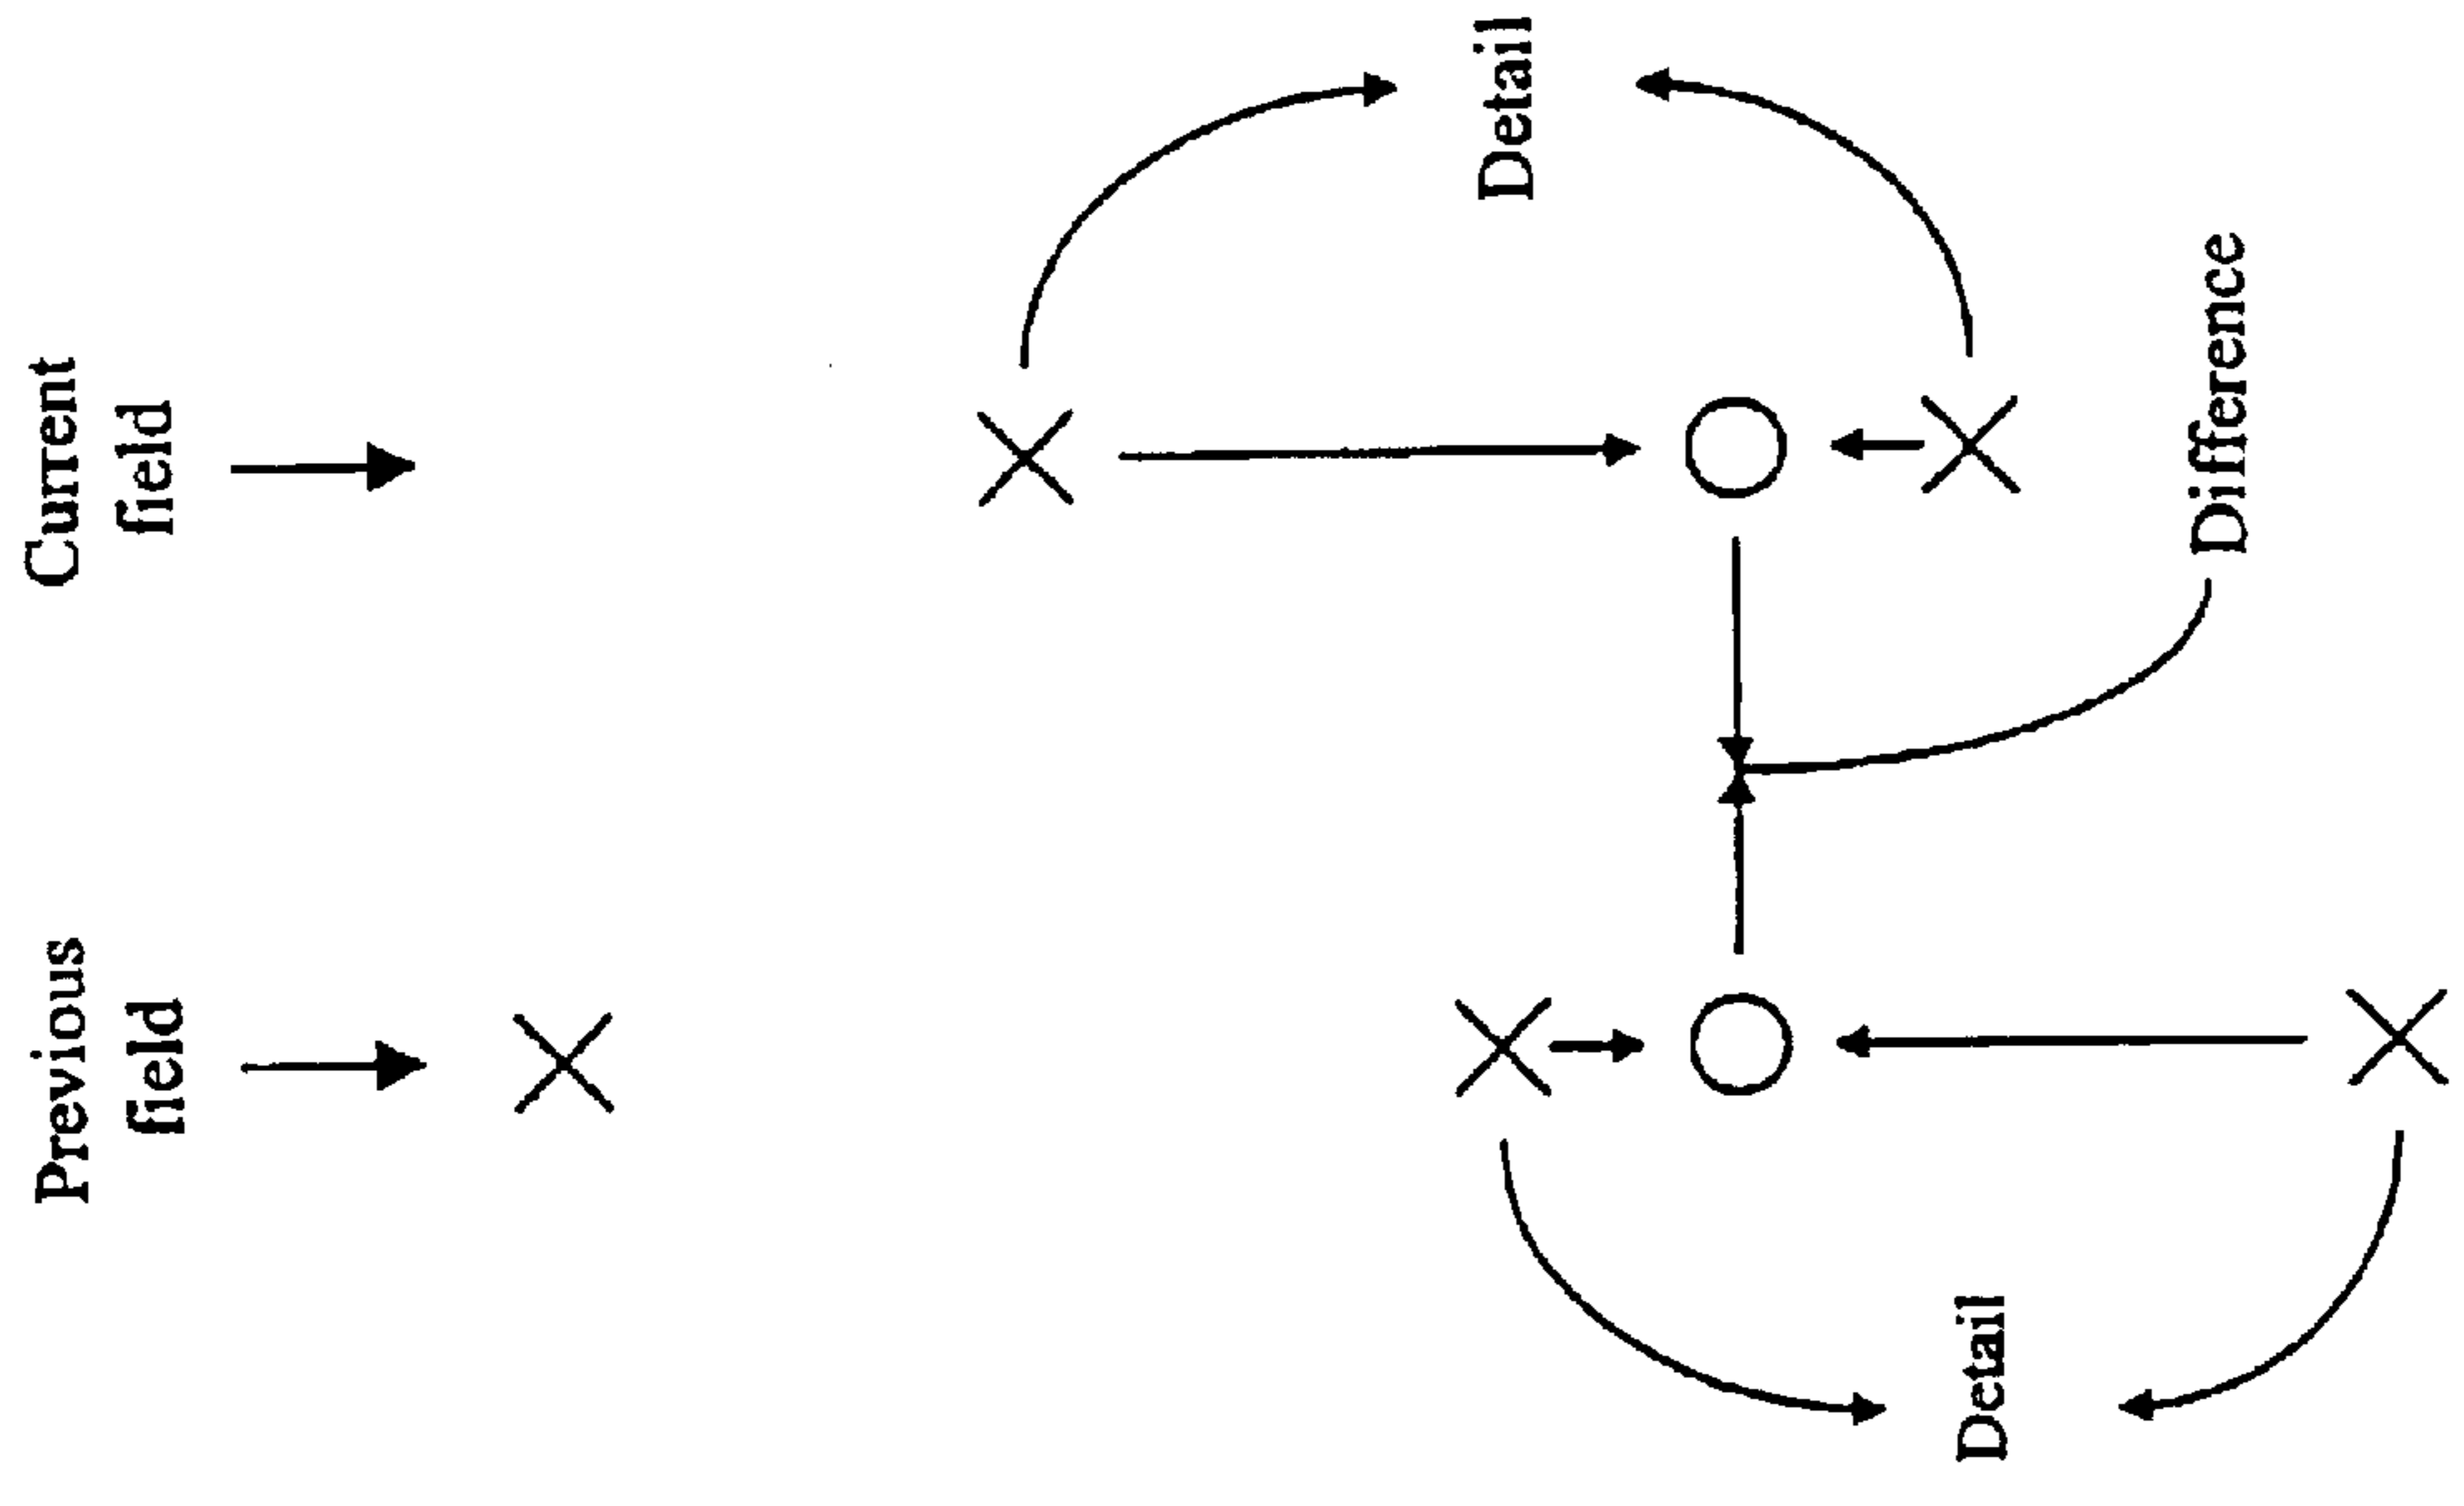 Current
field
Previous
field
Detail
Difference
Detail